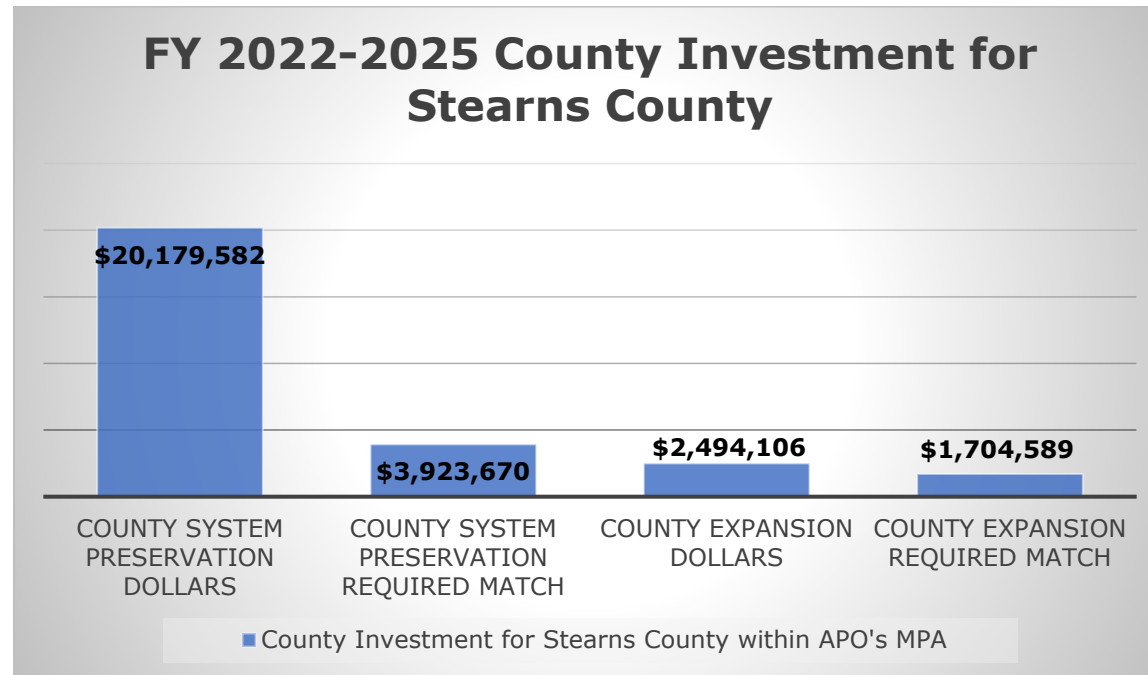 FY 2022-2025 County Investment for
Stearns County
$20,179,582
$3,923,670
$2,494,106
$1,704,589
COUNTY SYSTEM
PRESERVATION
DOLLARS
COUNTY SYSTEM
PRESERVATION
REQUIRED MATCH
COUNTY EXPANSION
DOLLARS
COUNTY EXPANSION
REQUIRED MATCH
County Investment for Stearns County within APO's MPA